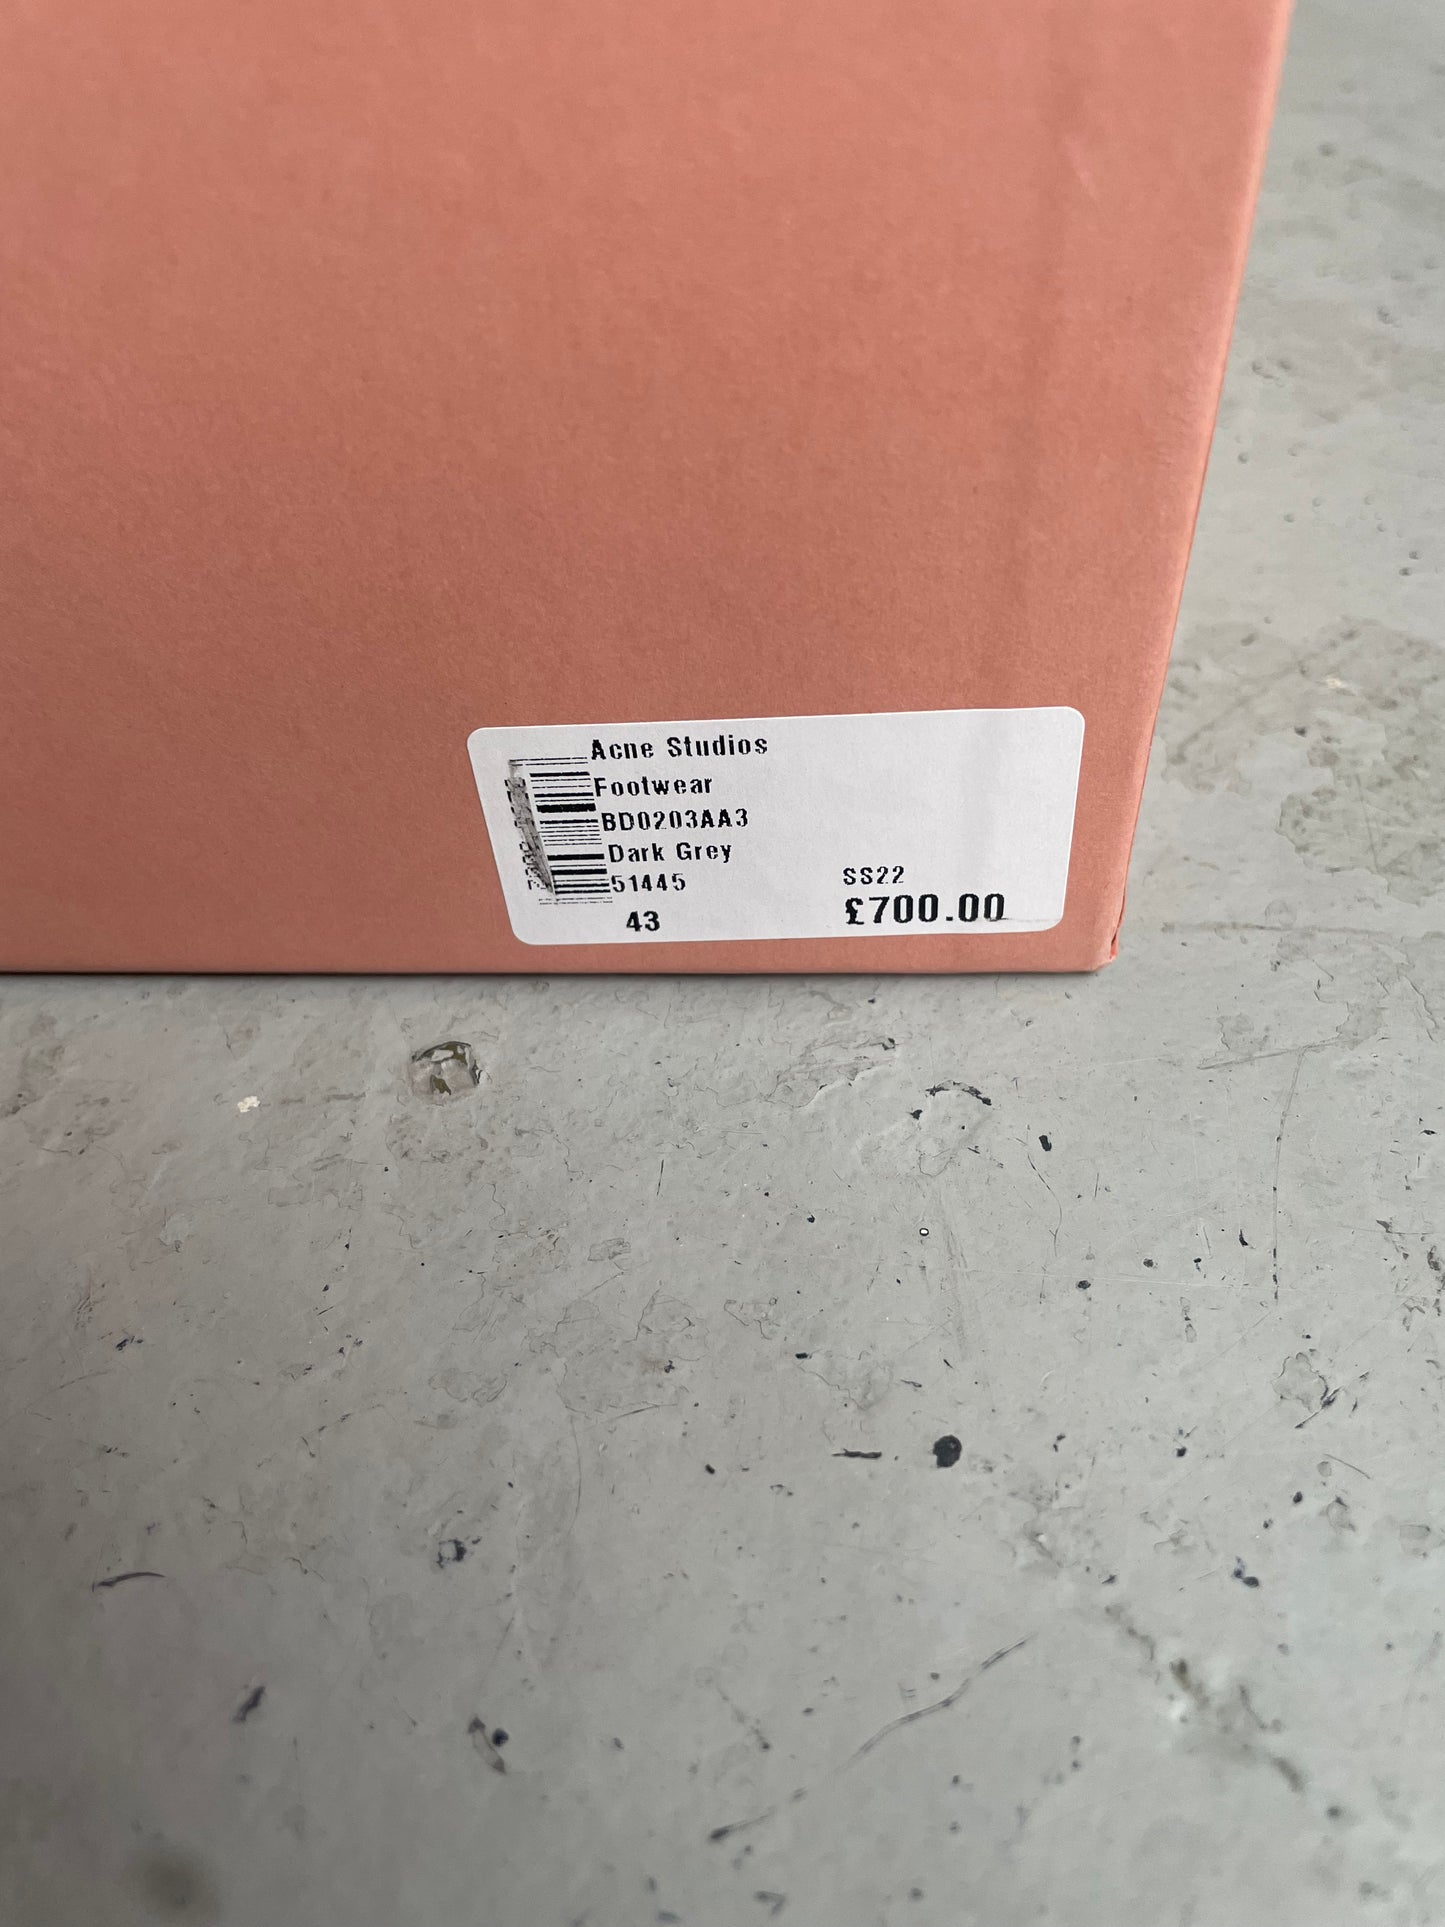 Acne Studios
Footwear
BD0203AA3
Dark Grey
51445
SS22
43
£700.00